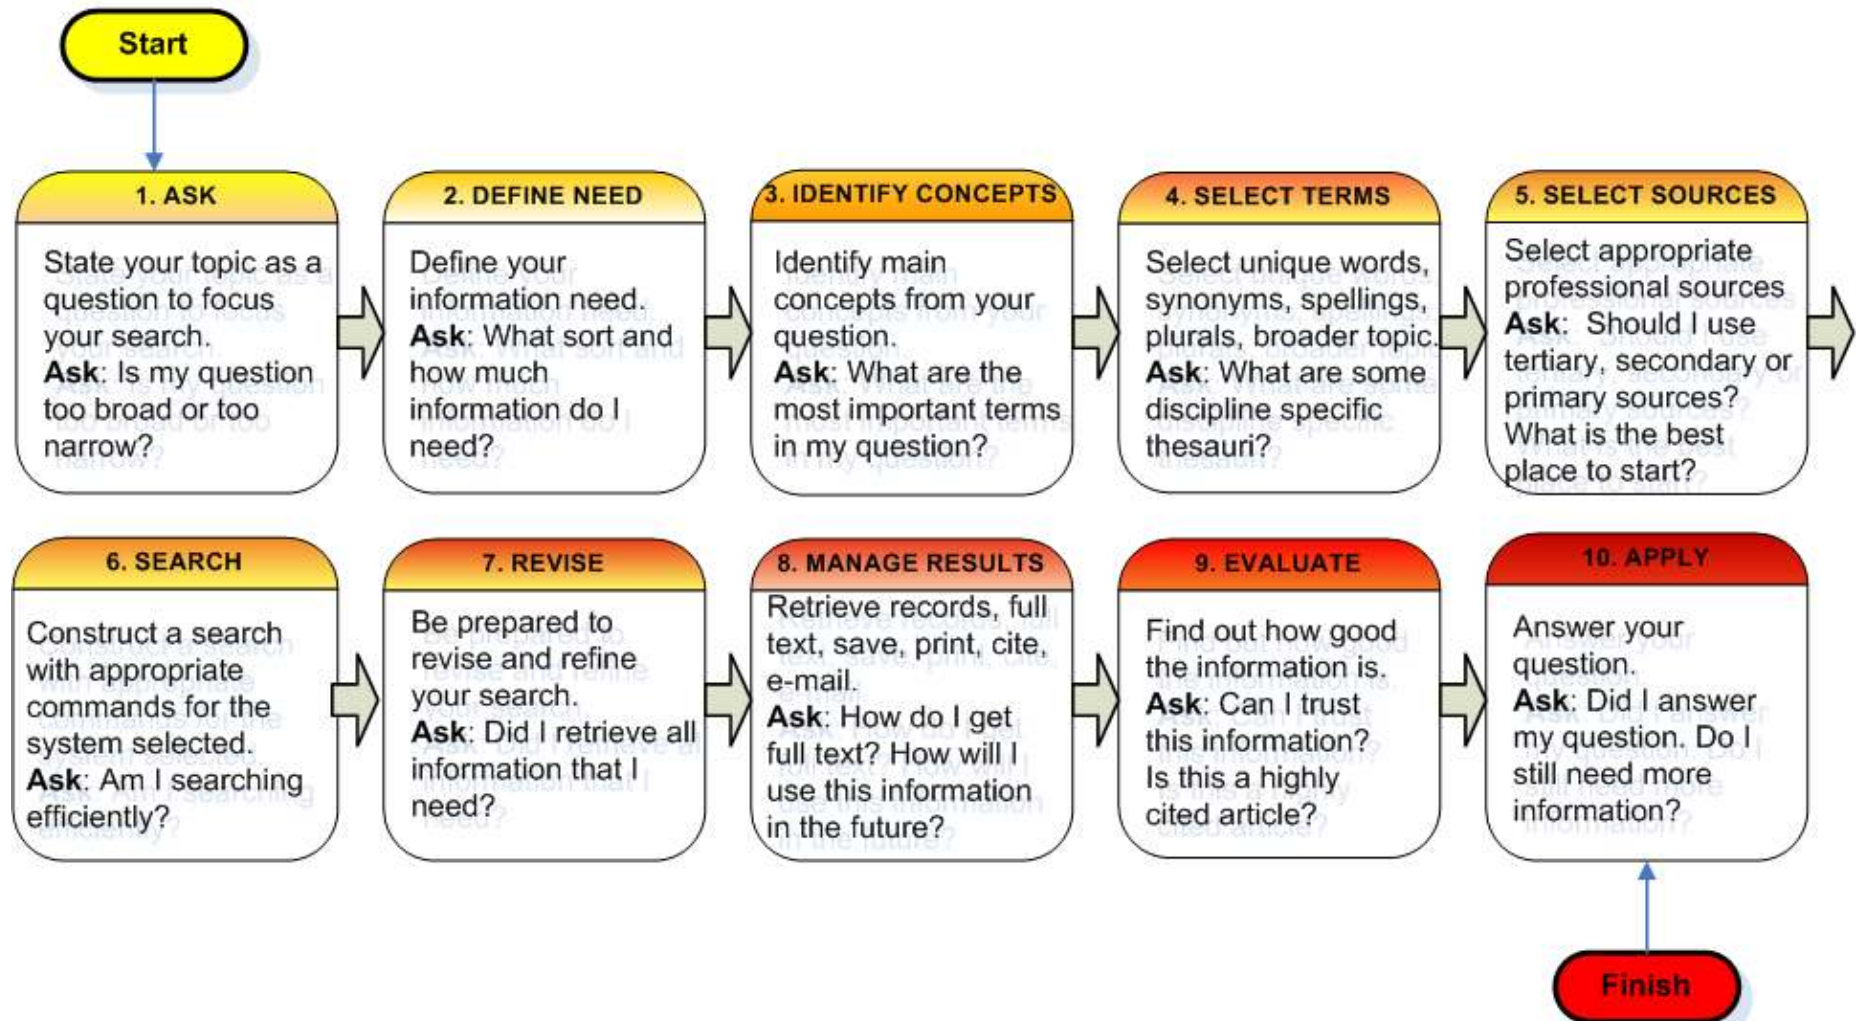 Start
1. ASK
State your topic as a
question to focus
your search.
Ask: Is my question
too broad or too
narrow?
2. DEFINE NEED
Define your
information need.
Ask: What sort and
how much
information do I
need?
3. IDENTIFY CONCEPTS
Identify main
concepts from your
question.
Ask: What are the
most important terms
in my question?
4. SELECT TERMS
Select unique words,
synonyms, spellings,
plurals, broader topic.
Ask: What are some
discipline specific
thesauri?
5. SELECT SOURCES
Select appropriate
professional sources
Ask: Should I use
tertiary, secondary or
primary sources?
What is the best
place to start?
6. SEARCH
Construct a search
with appropriate
commands for the
system selected.
Ask: Am I searching
efficiently?
7. REVISE
Be prepared to
revise and refine
your search.
Ask: Did I retrieve all
information that I
need?
8. MANAGE RESULTS
Retrieve records, full
text, save, print, cite,
e-mail.
Ask: How do I get
full text? How will I
use this information
in the future?
9. EVALUATE
Find out how good
the information is.
Ask: Can I trust
this information?
Is this a highly
cited article?
10. APPLY
Answer your
question.
Ask: Did I answer
my question. Do I
still need more
information?
Finish